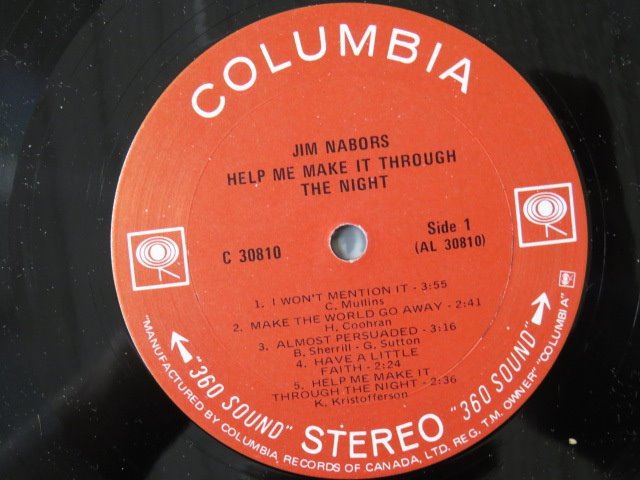 COLUMBIA
JIM NABORS
HELP ME MAKE IT THROUGH
THE NIGHT
C 30810
Side 1
(AL 30810)
1. I WON'T MENTION IT - 3:55
C. Mullins
2. MAKE THE WORLD GO AWAY - 2:41
H. Coohran
3. ALMOST PERSUADED - 3:16
B. Sherrill - G. Sutton
4. HAVE A LITTLE
FAITH - 2:24
5. HELP ME MAKE IT
THROUGH THE NIGHT - 2:36
K. Kristofferson
"360 SOUND" STEREO "360 SOUND"
"MANUFACTURED BY COLUMBIA RECORDS OF CANADA, LTD. REG. T.M. OWNER" "COLUMBIA"